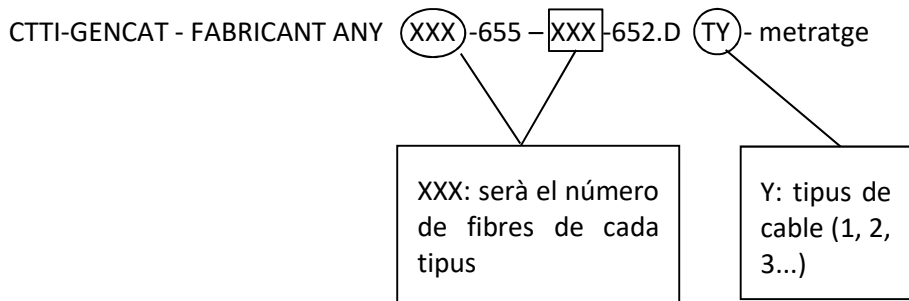 CTTI-GENCAT - FABRICANT ANY XXX -655 – XXX -652.D TY - metratge
XXX: serà el número
de fibres de cada
tipus
Y: tipus de
cable (1, 2,
3...)